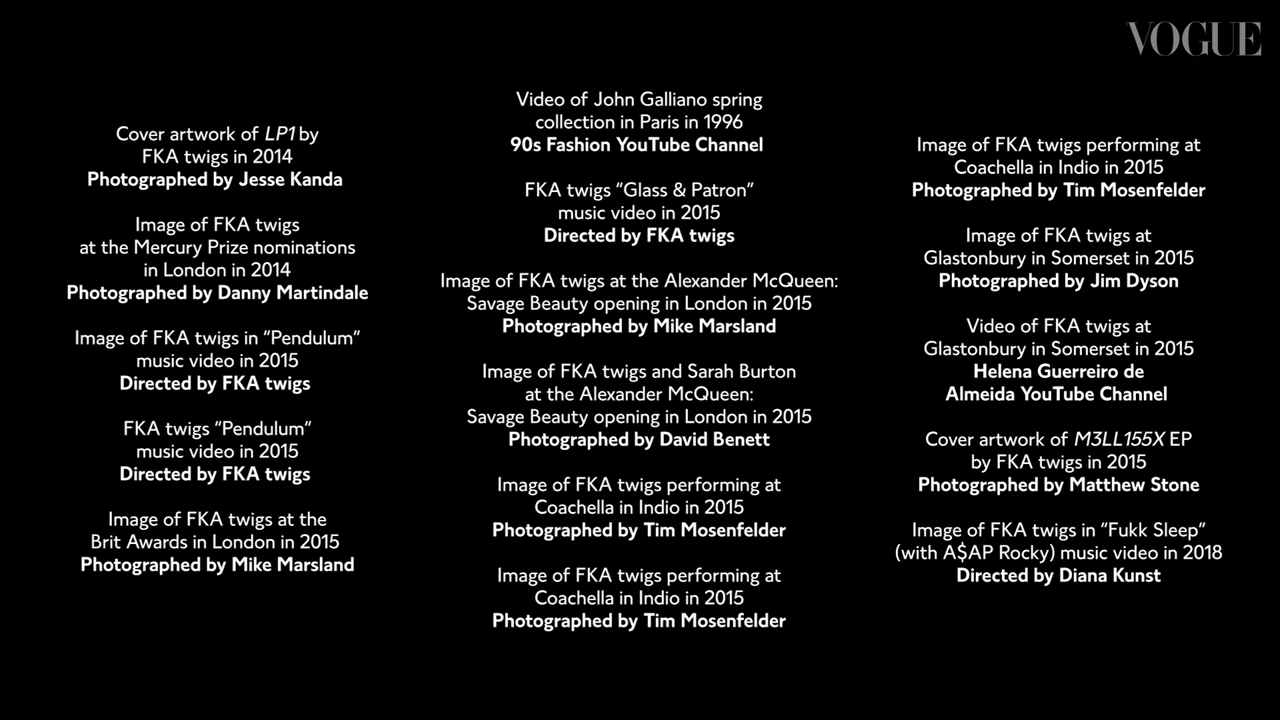 VOGUE
Cover artwork of LP1 by
FKA twigs in 2014
Photographed by Jesse Kanda
Image of FKA twigs
at the Mercury Prize nominations
in London in 2014
Photographed by Danny Martindale
Image of FKA twigs in “Pendulum”
music video in 2015
Directed by FKA twigs
FKA twigs “Pendulum”
music video in 2015
Directed by FKA twigs
Image of FKA twigs at the
Brit Awards in London in 2015
Photographed by Mike Marsland
Video of John Galliano spring
collection in Paris in 1996
90s Fashion YouTube Channel
FKA twigs “Glass & Patron”
music video in 2015
Directed by FKA twigs
Image of FKA twigs at the Alexander McQueen:
Savage Beauty opening in London in 2015
Photographed by Mike Marsland
Image of FKA twigs and Sarah Burton
at the Alexander McQueen:
Savage Beauty opening in London in 2015
Photographed by David Benett
Image of FKA twigs performing at
Coachella in Indio in 2015
Photographed by Tim Mosenfelder
Image of FKA twigs performing at
Coachella in Indio in 2015
Photographed by Tim Mosenfelder
Image of FKA twigs performing at
Coachella in Indio in 2015
Photographed by Tim Mosenfelder
Image of FKA twigs at
Glastonbury in Somerset in 2015
Photographed by Jim Dyson
Video of FKA twigs at
Glastonbury in Somerset in 2015
Helena Guerreiro de
Almeida YouTube Channel
Cover artwork of M3LL155X EP
by FKA twigs in 2015
Photographed by Matthew Stone
Image of FKA twigs in “Fukk Sleep”
(with A$AP Rocky) music video in 2018
Directed by Diana Kunst